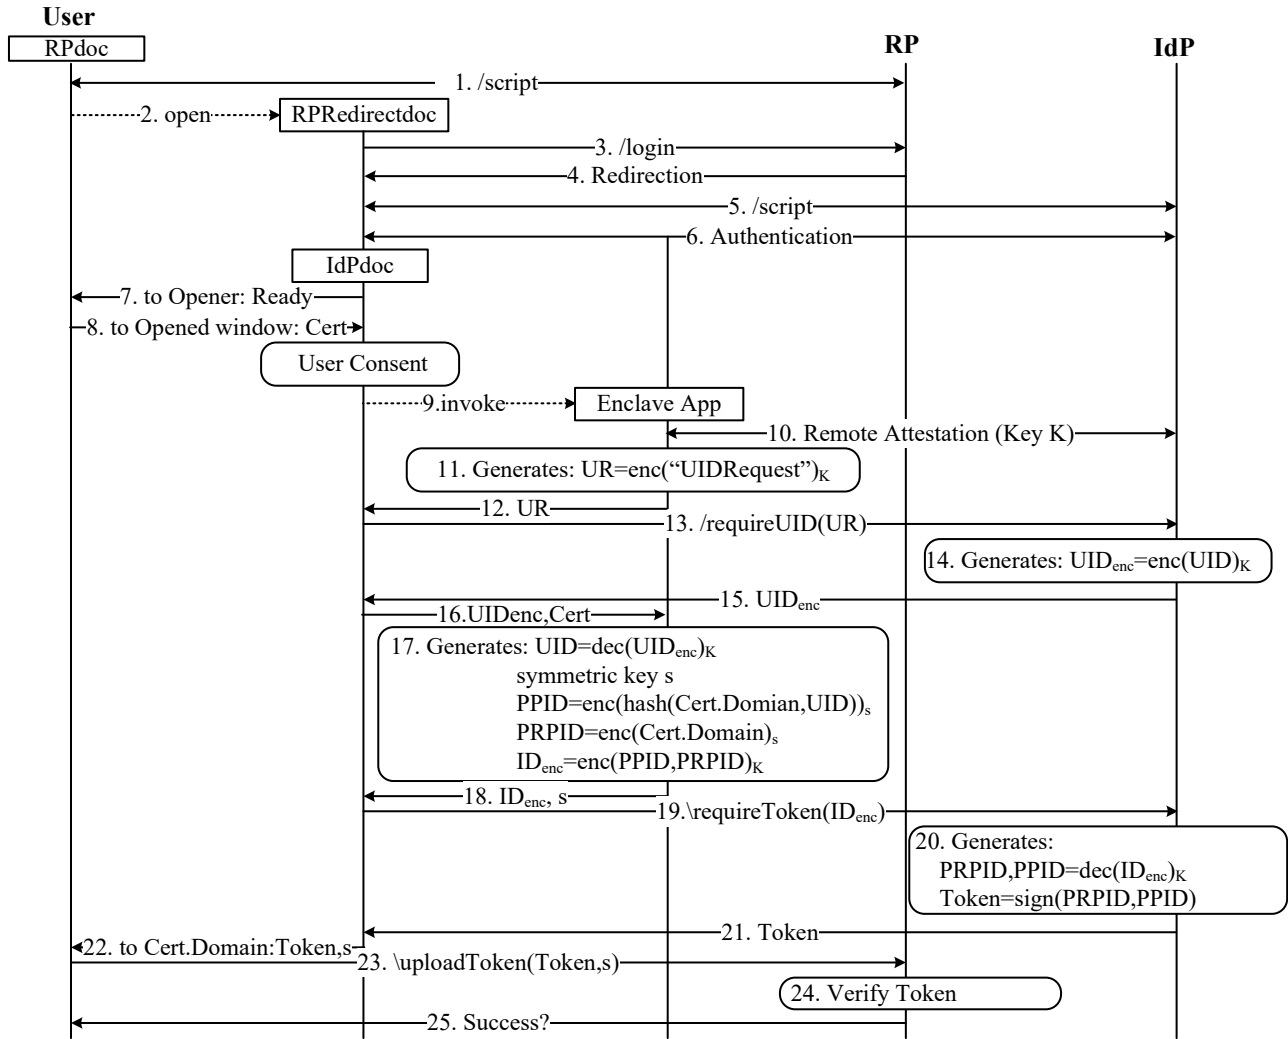 User
RPdoc
RP
IdP
1. /script
2. open
RPRedirectdoc
3. /login
4. Redirection
5. /script
6. Authentication
IdPdoc
7. to Opener: Ready
8. to Opened window: Cert
User Consent
9.invoke
Enclave App
10. Remote Attestation (Key K)
11. Generates: UR=enc(“UIDRequest”)K
12. UR
13. /requireUID(UR)
14. Generates: UIDenc=enc(UID)K
15. UIDenc
16.UIDenc,Cert
17. Generates: UID=dec(UIDenc)K
symmetric key s
PPID=enc(hash(Cert.Domian,UID))s
PRPID=enc(Cert.Domain)s
IDenc=enc(PPID,PRPID)K
18. IDenc, s
19.\requireToken(IDenc)
20. Generates:
PRPID,PPID=dec(IDenc)K
Token=sign(PRPID,PPID)
21. Token
22. to Cert.Domain:Token,s
23. \uploadToken(Token,s)
24. Verify Token
25. Success?